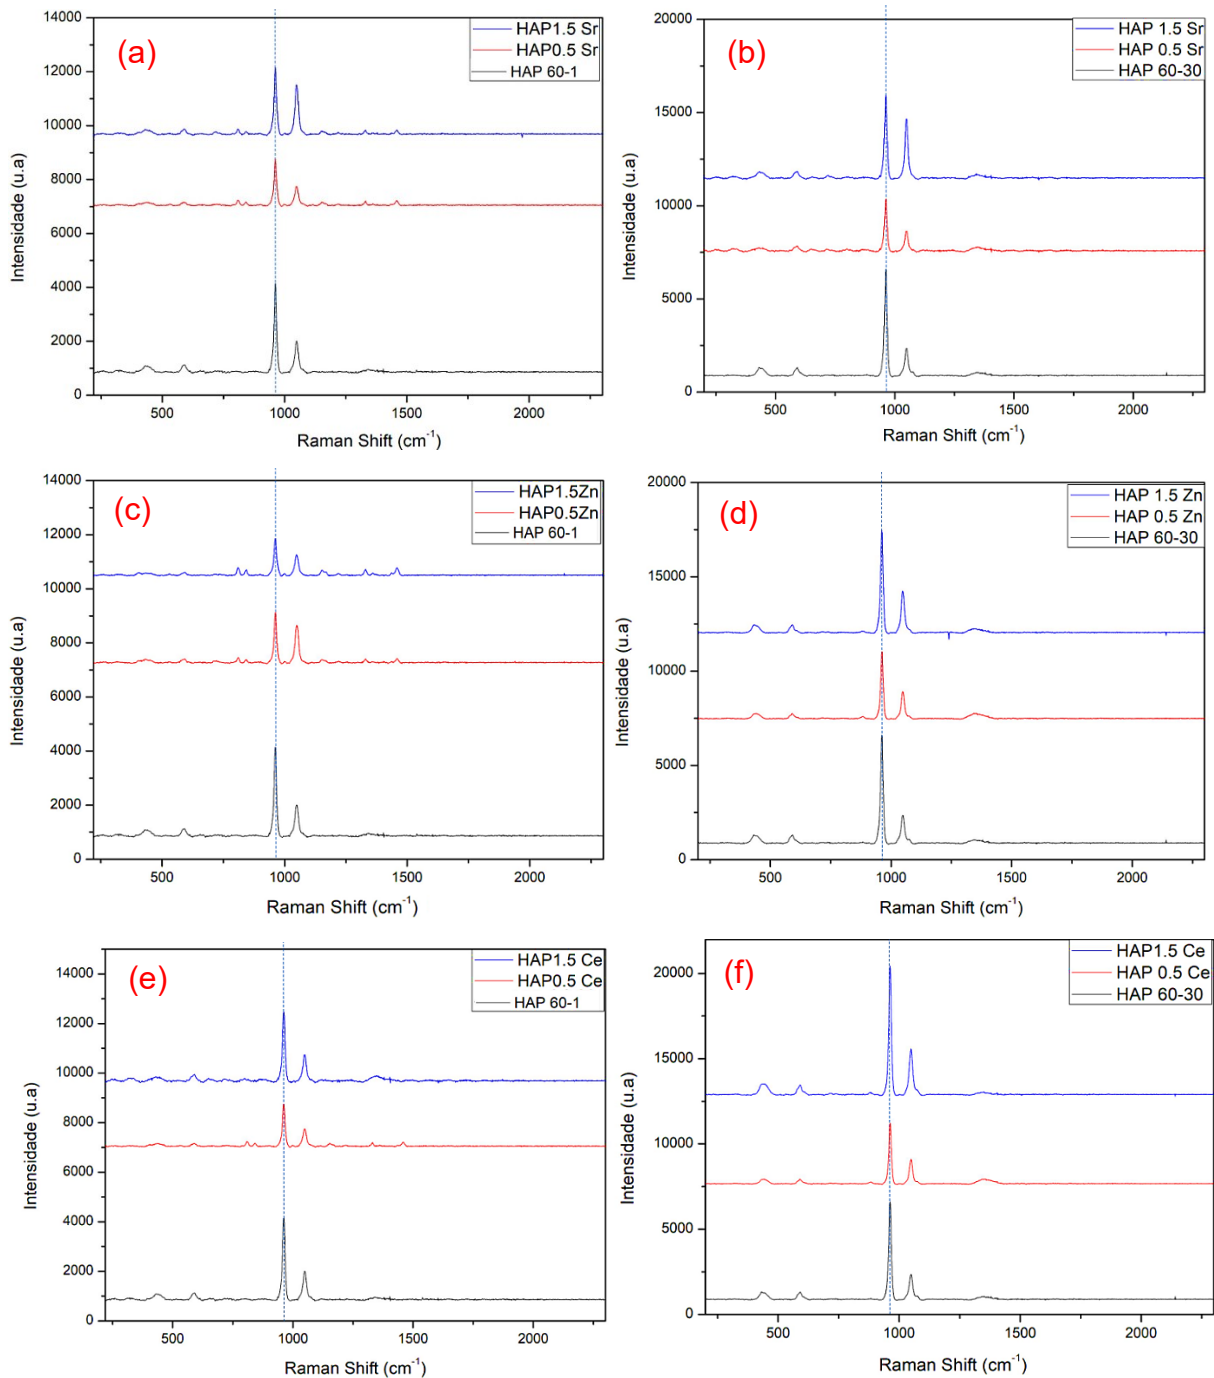 (a)
HAP1.5 Sr
HAP0.5 Sr
HAP 60-1
14000
12000
10000
8000
6000
4000
2000
0
Intensidade (u.a)
500 1000 1500 2000
Raman Shift (cm⁻¹)
(b)
HAP 1.5 Sr
HAP 0.5 Sr
HAP 60-30
20000
15000
10000
5000
0
Intensidade (u.a)
500 1000 1500 2000
Raman Shift (cm⁻¹)
(c)
HAP1.5Zn
HAP0.5Zn
HAP 60-1
14000
12000
10000
8000
6000
4000
2000
0
Intensidade (u.a)
500 1000 1500 2000
Raman Shift (cm⁻¹)
(d)
HAP 1.5 Zn
HAP 0.5 Zn
HAP 60-30
20000
15000
10000
5000
0
Intensidade (u.a)
500 1000 1500 2000
Raman Shift (cm⁻¹)
(e)
HAP1.5 Ce
HAP0.5 Ce
HAP 60-1
14000
12000
10000
8000
6000
4000
2000
0
Intensidade (u.a)
500 1000 1500 2000
Raman Shift (cm⁻¹)
(f)
HAP1.5 Ce
HAP 0.5 Ce
HAP 60-30
20000
15000
10000
5000
0
Intensidade (u.a)
500 1000 1500 2000
Raman Shift (cm⁻¹)